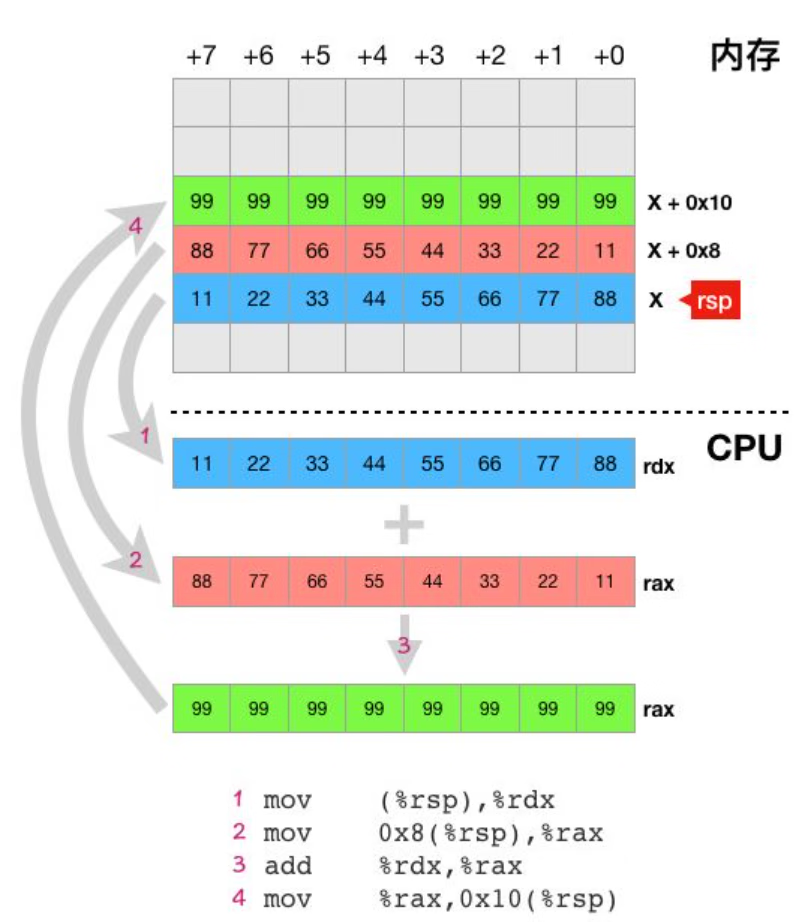 +7 +6 +5 +4 +3 +2 +1 +0 内存
99 99 99 99 99 99 99 99 X + 0x10
4
88 77 66 55 44 33 22 11 X + 0x8
11 22 33 44 55 66 77 88 X rsp
1
CPU
11 22 33 44 55 66 77 88 rdx
+
2
88 77 66 55 44 33 22 11 rax
3
99 99 99 99 99 99 99 99 rax
1 mov (%rsp),%rdx
2 mov 0x8(%rsp),%rax
3 add %rdx,%rax
4 mov %rax,0x10(%rsp)